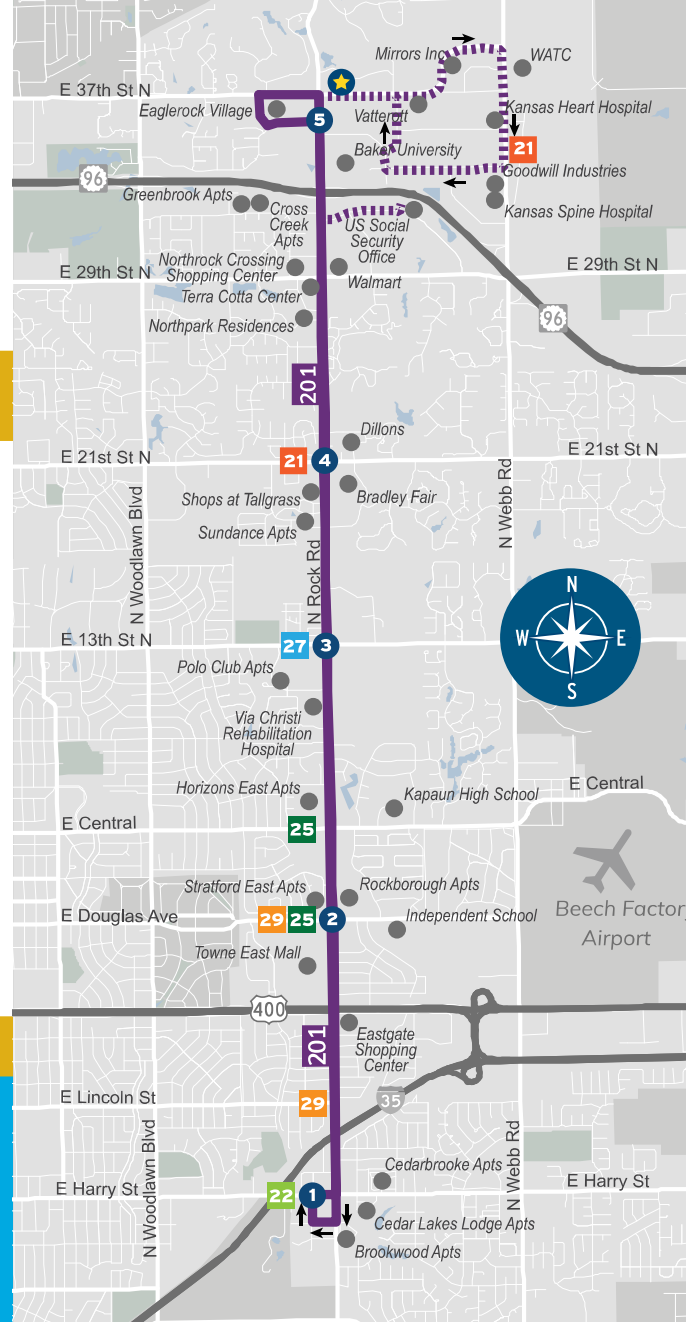 Mirrors Inc
WATC
E 37th St N
Eaglerock Village
Vatterott
Kansas Heart Hospital
5
21
Baker University
Goodwill Industries
96
Greenbrook Apts
Cross
Creek
Apts
US Social
Security
Office
Kansas Spine Hospital
Northrock Crossing
Shopping Center
E 29th St N
E 29th St N
Walmart
Terra Cotta Center
Northpark Residences
96
201
Dillons
E 21st St N
21
4
E 21st St N
Shops at Tallgrass
Bradley Fair
Sundance Apts
N Woodlawn Blvd
N Rock Rd
N Webb Rd
N
W
E
S
E 13th St N
27
3
Polo Club Apts
Via Christi
Rehabilitation
Hospital
Horizons East Apts
Kapaun High School
E Central
E Central
25
Stratford East Apts
Rockborough Apts
E Douglas Ave
29
25
2
Independent School
Beech Factory
Airport
Towne East Mall
400
201
Eastgate
Shopping
Center
E Lincoln St
29
35
N Woodlawn Blvd
N Webb Rd
Cedarbrooke Apts
E Harry St
22
1
E Harry St
Cedar Lakes Lodge Apts
Brookwood Apts